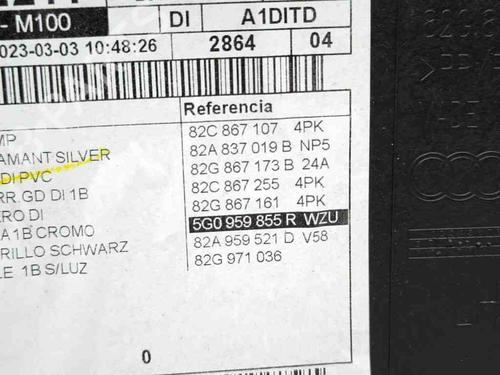 - M100
DI
A1DITD
2023-03-03 10:48:26
2864
04
Referencia
82C 867 107 4PK
AMANT SILVER 82A 837 019 B NP5
DI PVC 82G 867 173 B 24A
RR.GD DI 1B 82C 867 255 4PK
ERO DI 82G 867 161 4PK
A 1B CROMO 5G0 959 855 R WZU
RILLO SCHWARZ 82A 959 521 D V58
LE 1B S/LUZ 82G 971 036
0